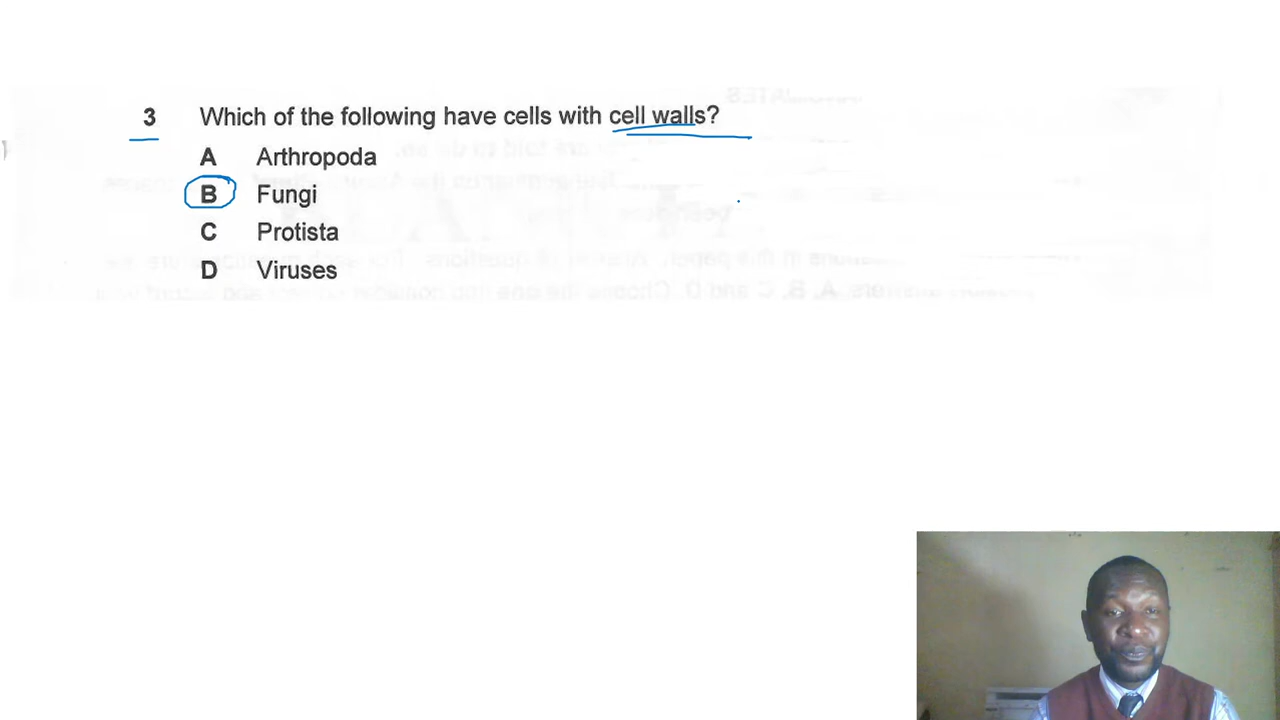 3 Which of the following have cells with cell walls?
A Arthropoda
B Fungi
C Protista
D Viruses